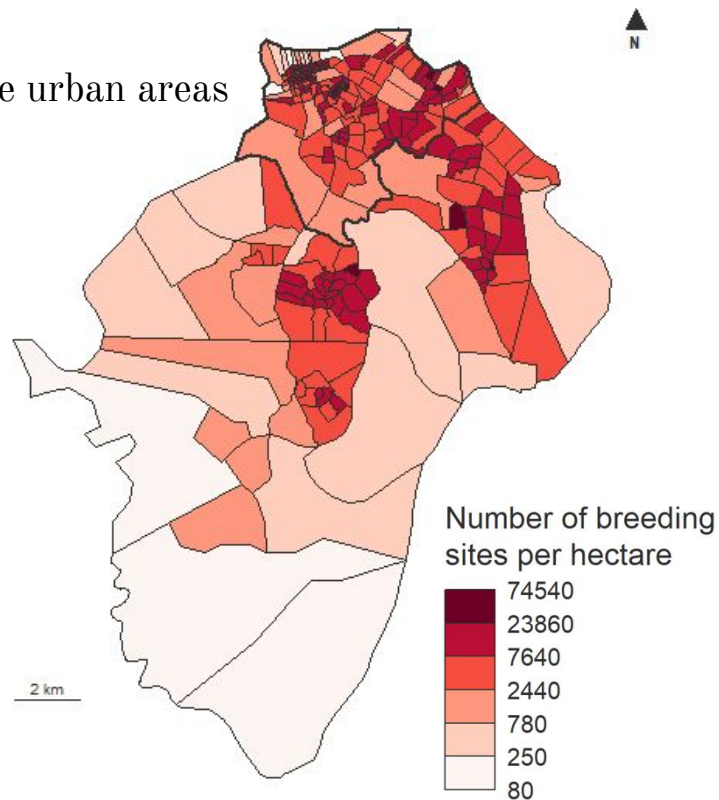 N
e urban areas
Number of breeding
sites per hectare
74540
23860
7640
2440
780
250
80
2 km